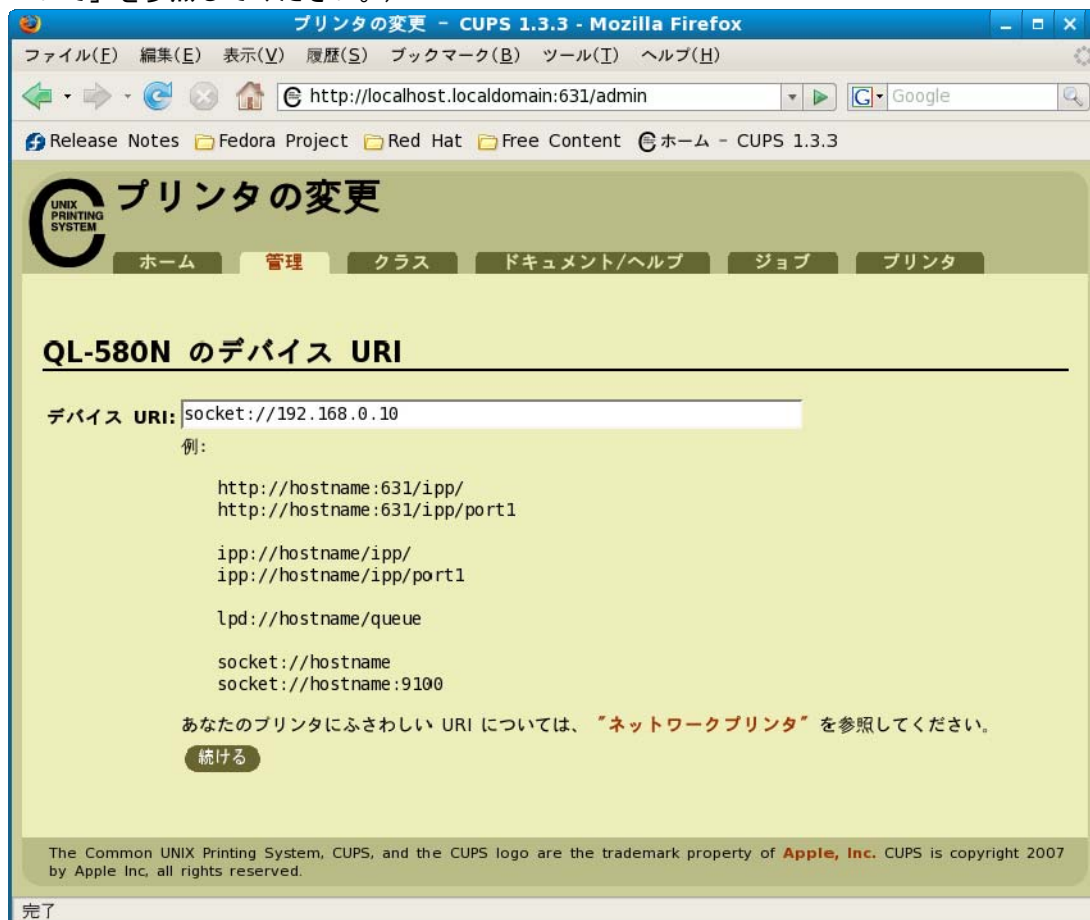 プリンタの変更 - CUPS 1.3.3 - Mozilla Firefox
ファイル(F) 編集(E) 表示(V) 履歴(S) ブックマーク(B) ツール(T) ヘルプ(H)
http://localhost.localdomain:631/admin
G Google
Release Notes Fedora Project Red Hat Free Content ホーム - CUPS 1.3.3
UNIX
PRINTING
SYSTEM
プリンタの変更
ホーム 管理 クラス ドキュメント/ヘルプ ジョブ プリンタ
QL-580N のデバイス URI
デバイス URI: socket://192.168.0.10
例:
http://hostname:631/ipp/
http://hostname:631/ipp/port1
ipp://hostname/ipp/
ipp://hostname/ipp/port1
lpd://hostname/queue
socket://hostname
socket://hostname:9100
あなたのプリンタにふさわしい URI については、 "ネットワークプリンタ" を参照してください。
続ける
The Common UNIX Printing System, CUPS, and the CUPS logo are the trademark property of Apple, Inc. CUPS is copyright 2007
by Apple Inc, all rights reserved.
完了